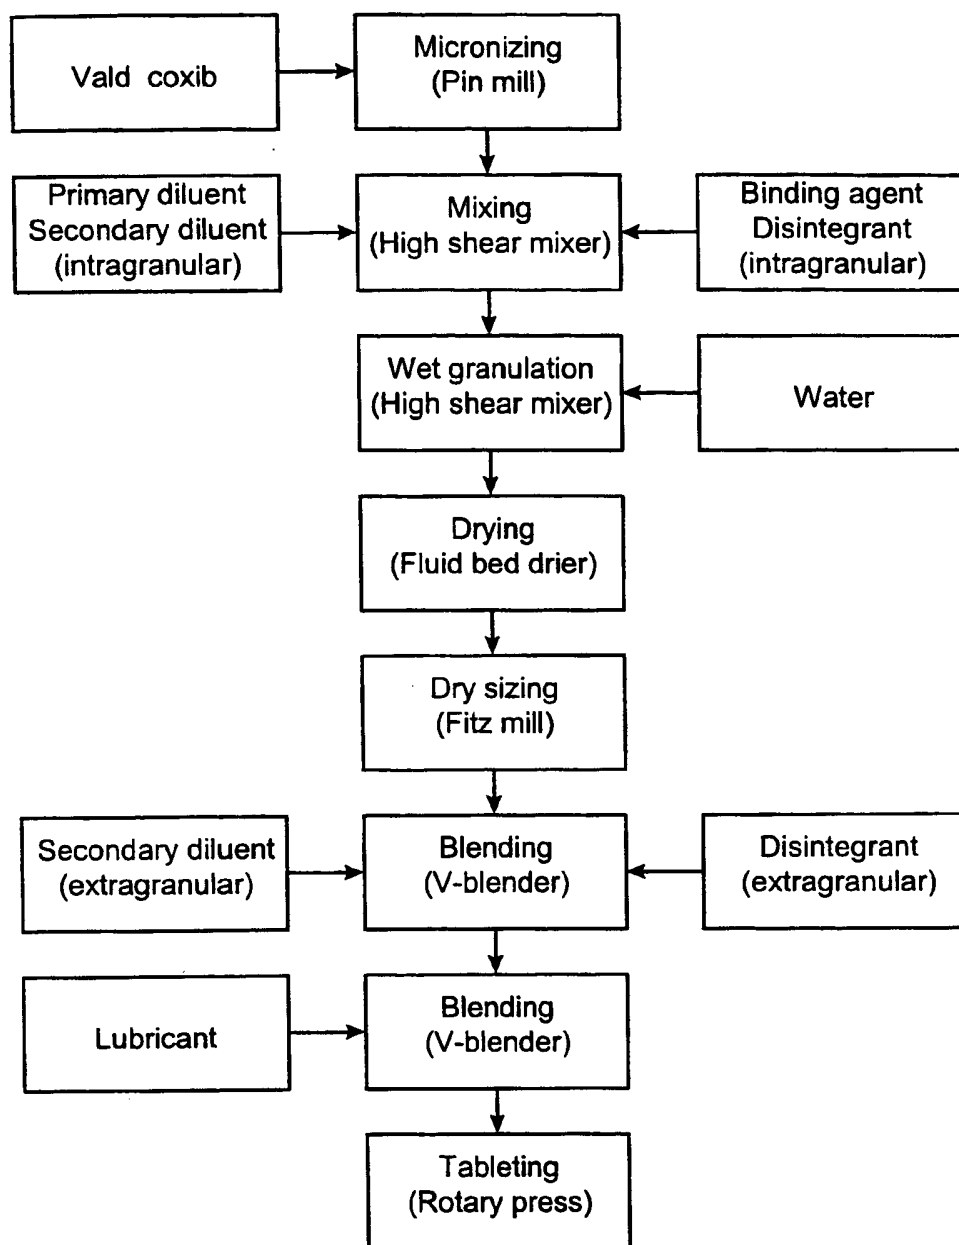 Vald coxib
Micronizing
(Pin mill)
Primary diluent
Secondary diluent
(intragranular)
Mixing
(High shear mixer)
Binding agent
Disintegrant
(intragranular)
Wet granulation
(High shear mixer)
Water
Drying
(Fluid bed drier)
Dry sizing
(Fitz mill)
Secondary diluent
(extragranular)
Blending
(V-blender)
Disintegrant
(extragranular)
Lubricant
Blending
(V-blender)
Tableting
(Rotary press)